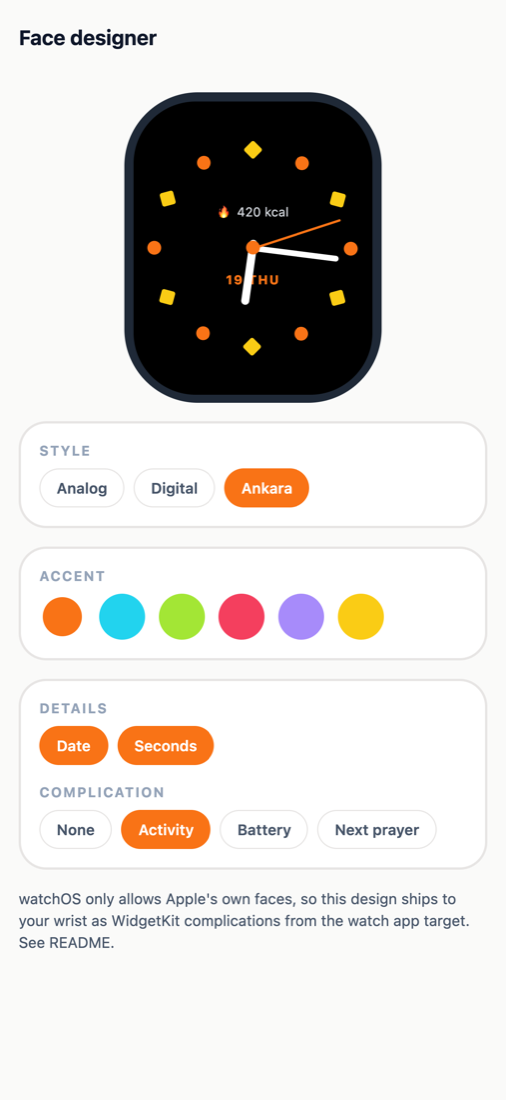 Face designer
🔥 420 kcal
19 THU
STYLE
Analog Digital Ankara
ACCENT
DETAILS
Date Seconds
COMPLICATION
None Activity Battery Next prayer
watchOS only allows Apple's own faces, so this design ships to
your wrist as WidgetKit complications from the watch app target.
See README.